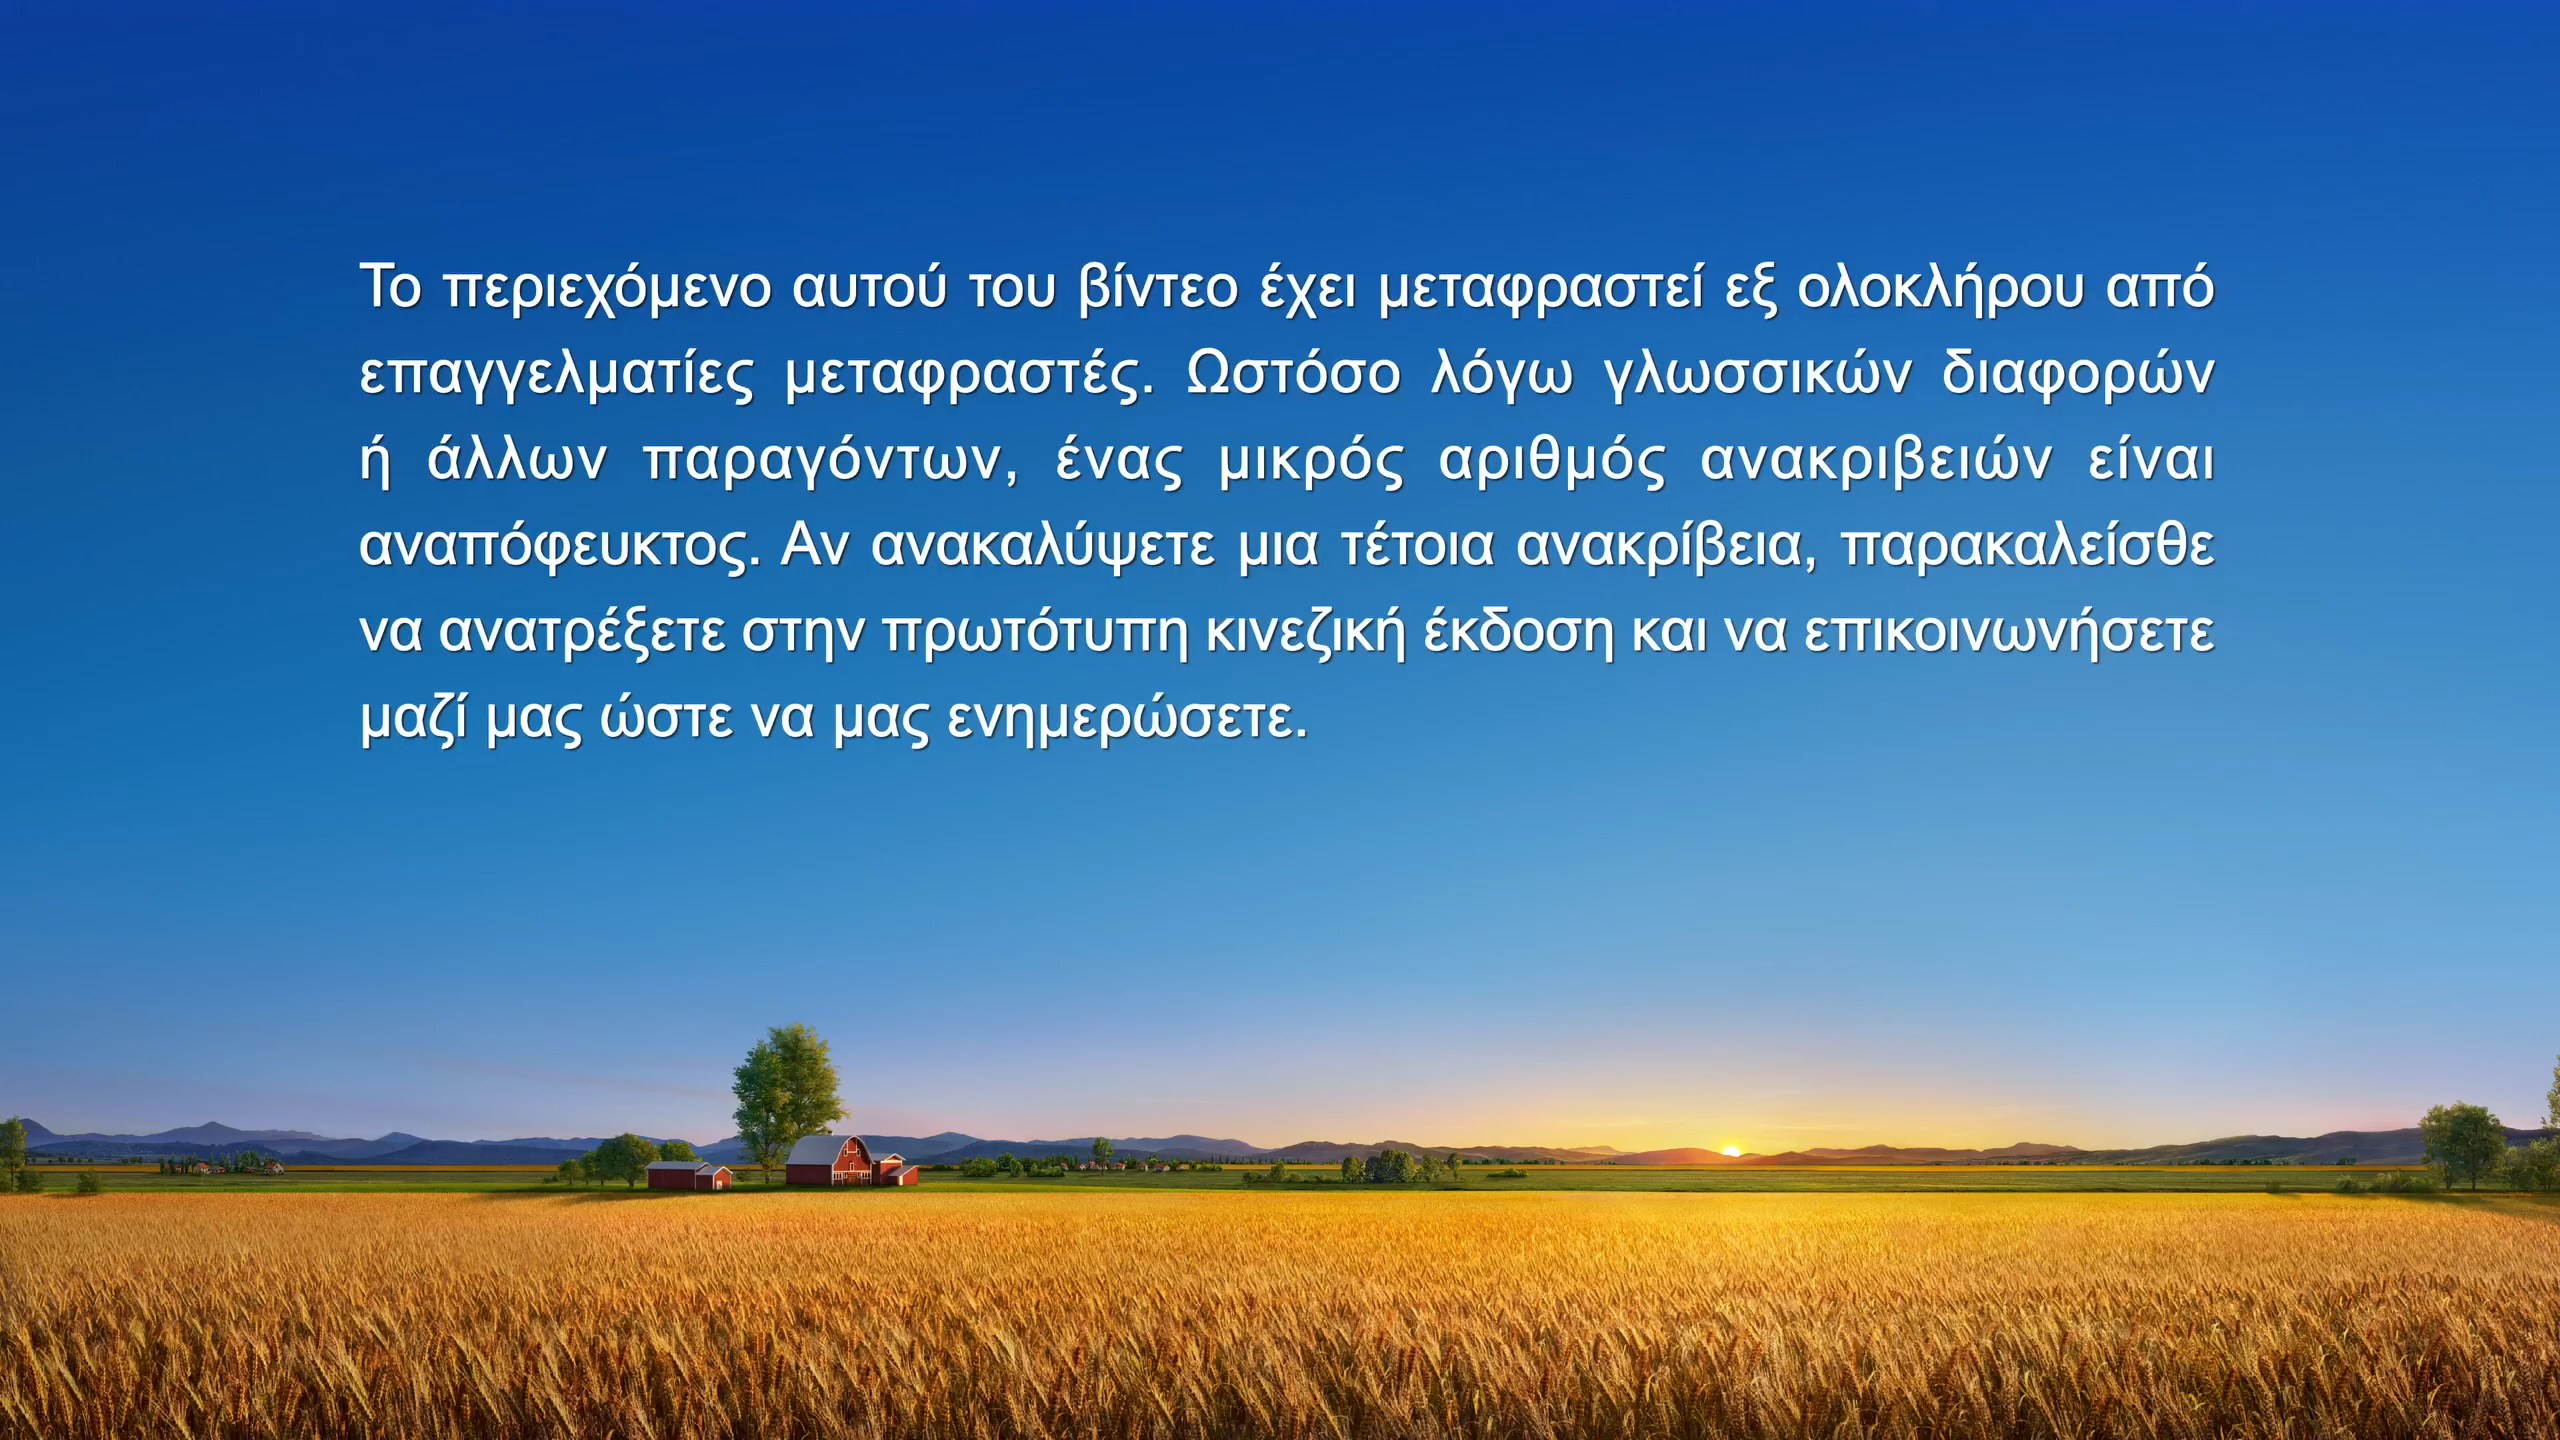 Το περιεχόμενο αυτού του βίντεο έχει μεταφραστεί εξ ολοκλήρου από
επαγγελματίες μεταφραστές. Ωστόσο λόγω γλωσσικών διαφορών
ή άλλων παραγόντων, ένας μικρός αριθμός ανακριβειών είναι
αναπόφευκτος. Αν ανακαλύψετε μια τέτοια ανακρίβεια, παρακαλείσθε
να ανατρέξετε στην πρωτότυπη κινεζική έκδοση και να επικοινωνήσετε
μαζί μας ώστε να μας ενημερώσετε.